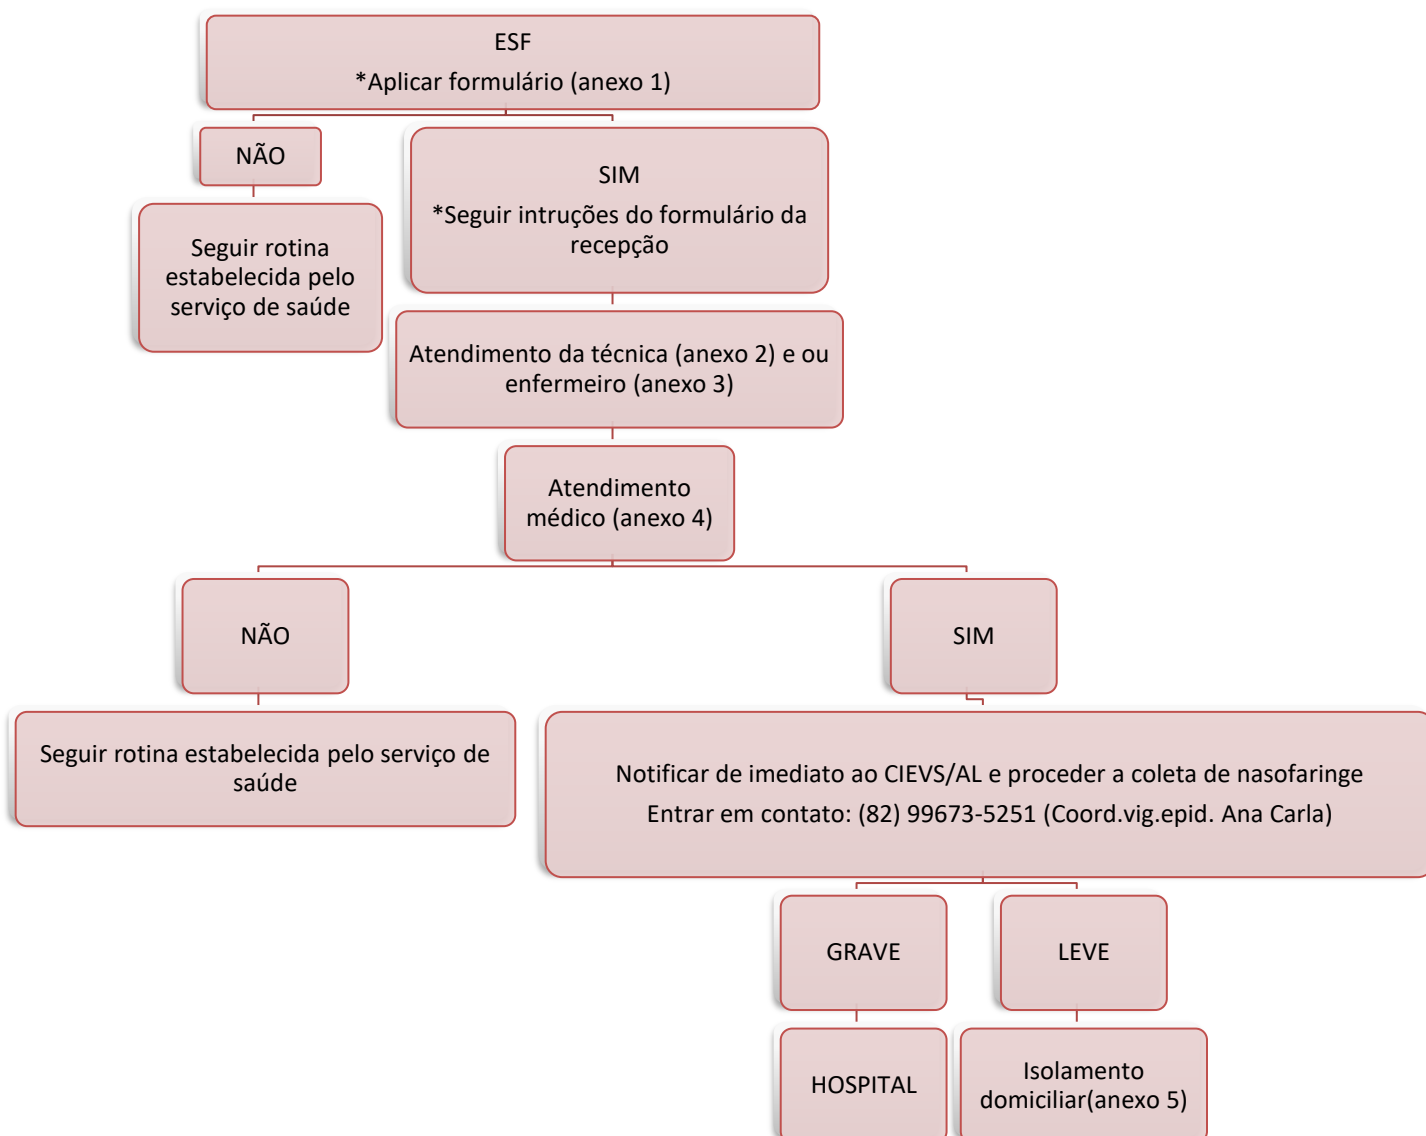 ESF
*Aplicar formulário (anexo 1)
NÃO
SIM
*Seguir intruções do formulário da
recepção
Seguir rotina
estabelecida pelo
serviço de saúde
Atendimento da técnica (anexo 2) e ou
enfermeiro (anexo 3)
Atendimento
médico (anexo 4)
NÃO
SIM
Seguir rotina estabelecida pelo serviço de
saúde
Notificar de imediato ao CIEVS/AL e proceder a coleta de nasofaringe
Entrar em contato: (82) 99673-5251 (Coord.vig.epid. Ana Carla)
GRAVE
LEVE
HOSPITAL
Isolamento
domiciliar(anexo 5)